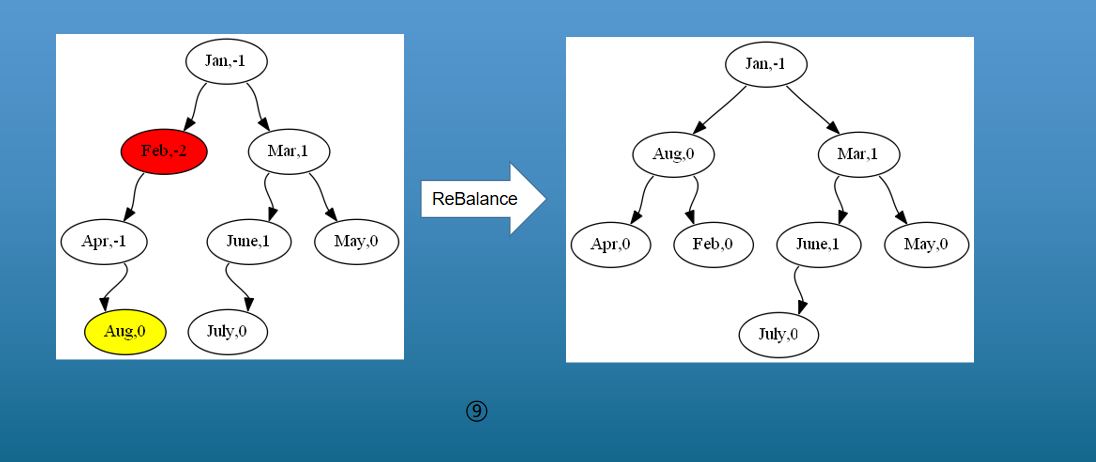 Jan,-1
Feb,-2
Mar,1
Apr,-1
June,1
May,0
Aug,0
July,0
ReBalance
Jan,-1
Aug,0
Mar,1
Apr,0
Feb,0
June,1
May,0
July,0
⑨